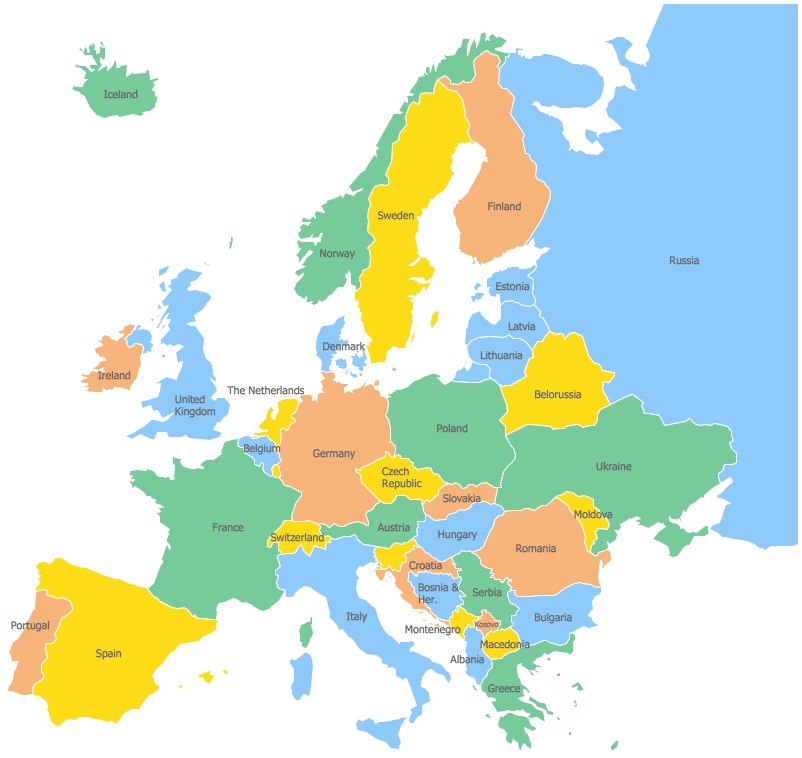 Iceland
Sweden
Finland
Norway
Russia
Estonia
Latvia
Denmark
Lithuania
Ireland
The Netherlands
Belorussia
United
Kingdom
Poland
Belgium
Germany
Ukraine
Czech
Republic
Slovakia
Moldova
France
Austria
Switzerland
Hungary
Romania
Croatia
Bosnia &
Her.
Serbia
Italy
Bulgaria
Portugal
Kosovo
Montenegro
Macedonia
Spain
Albania
Greece